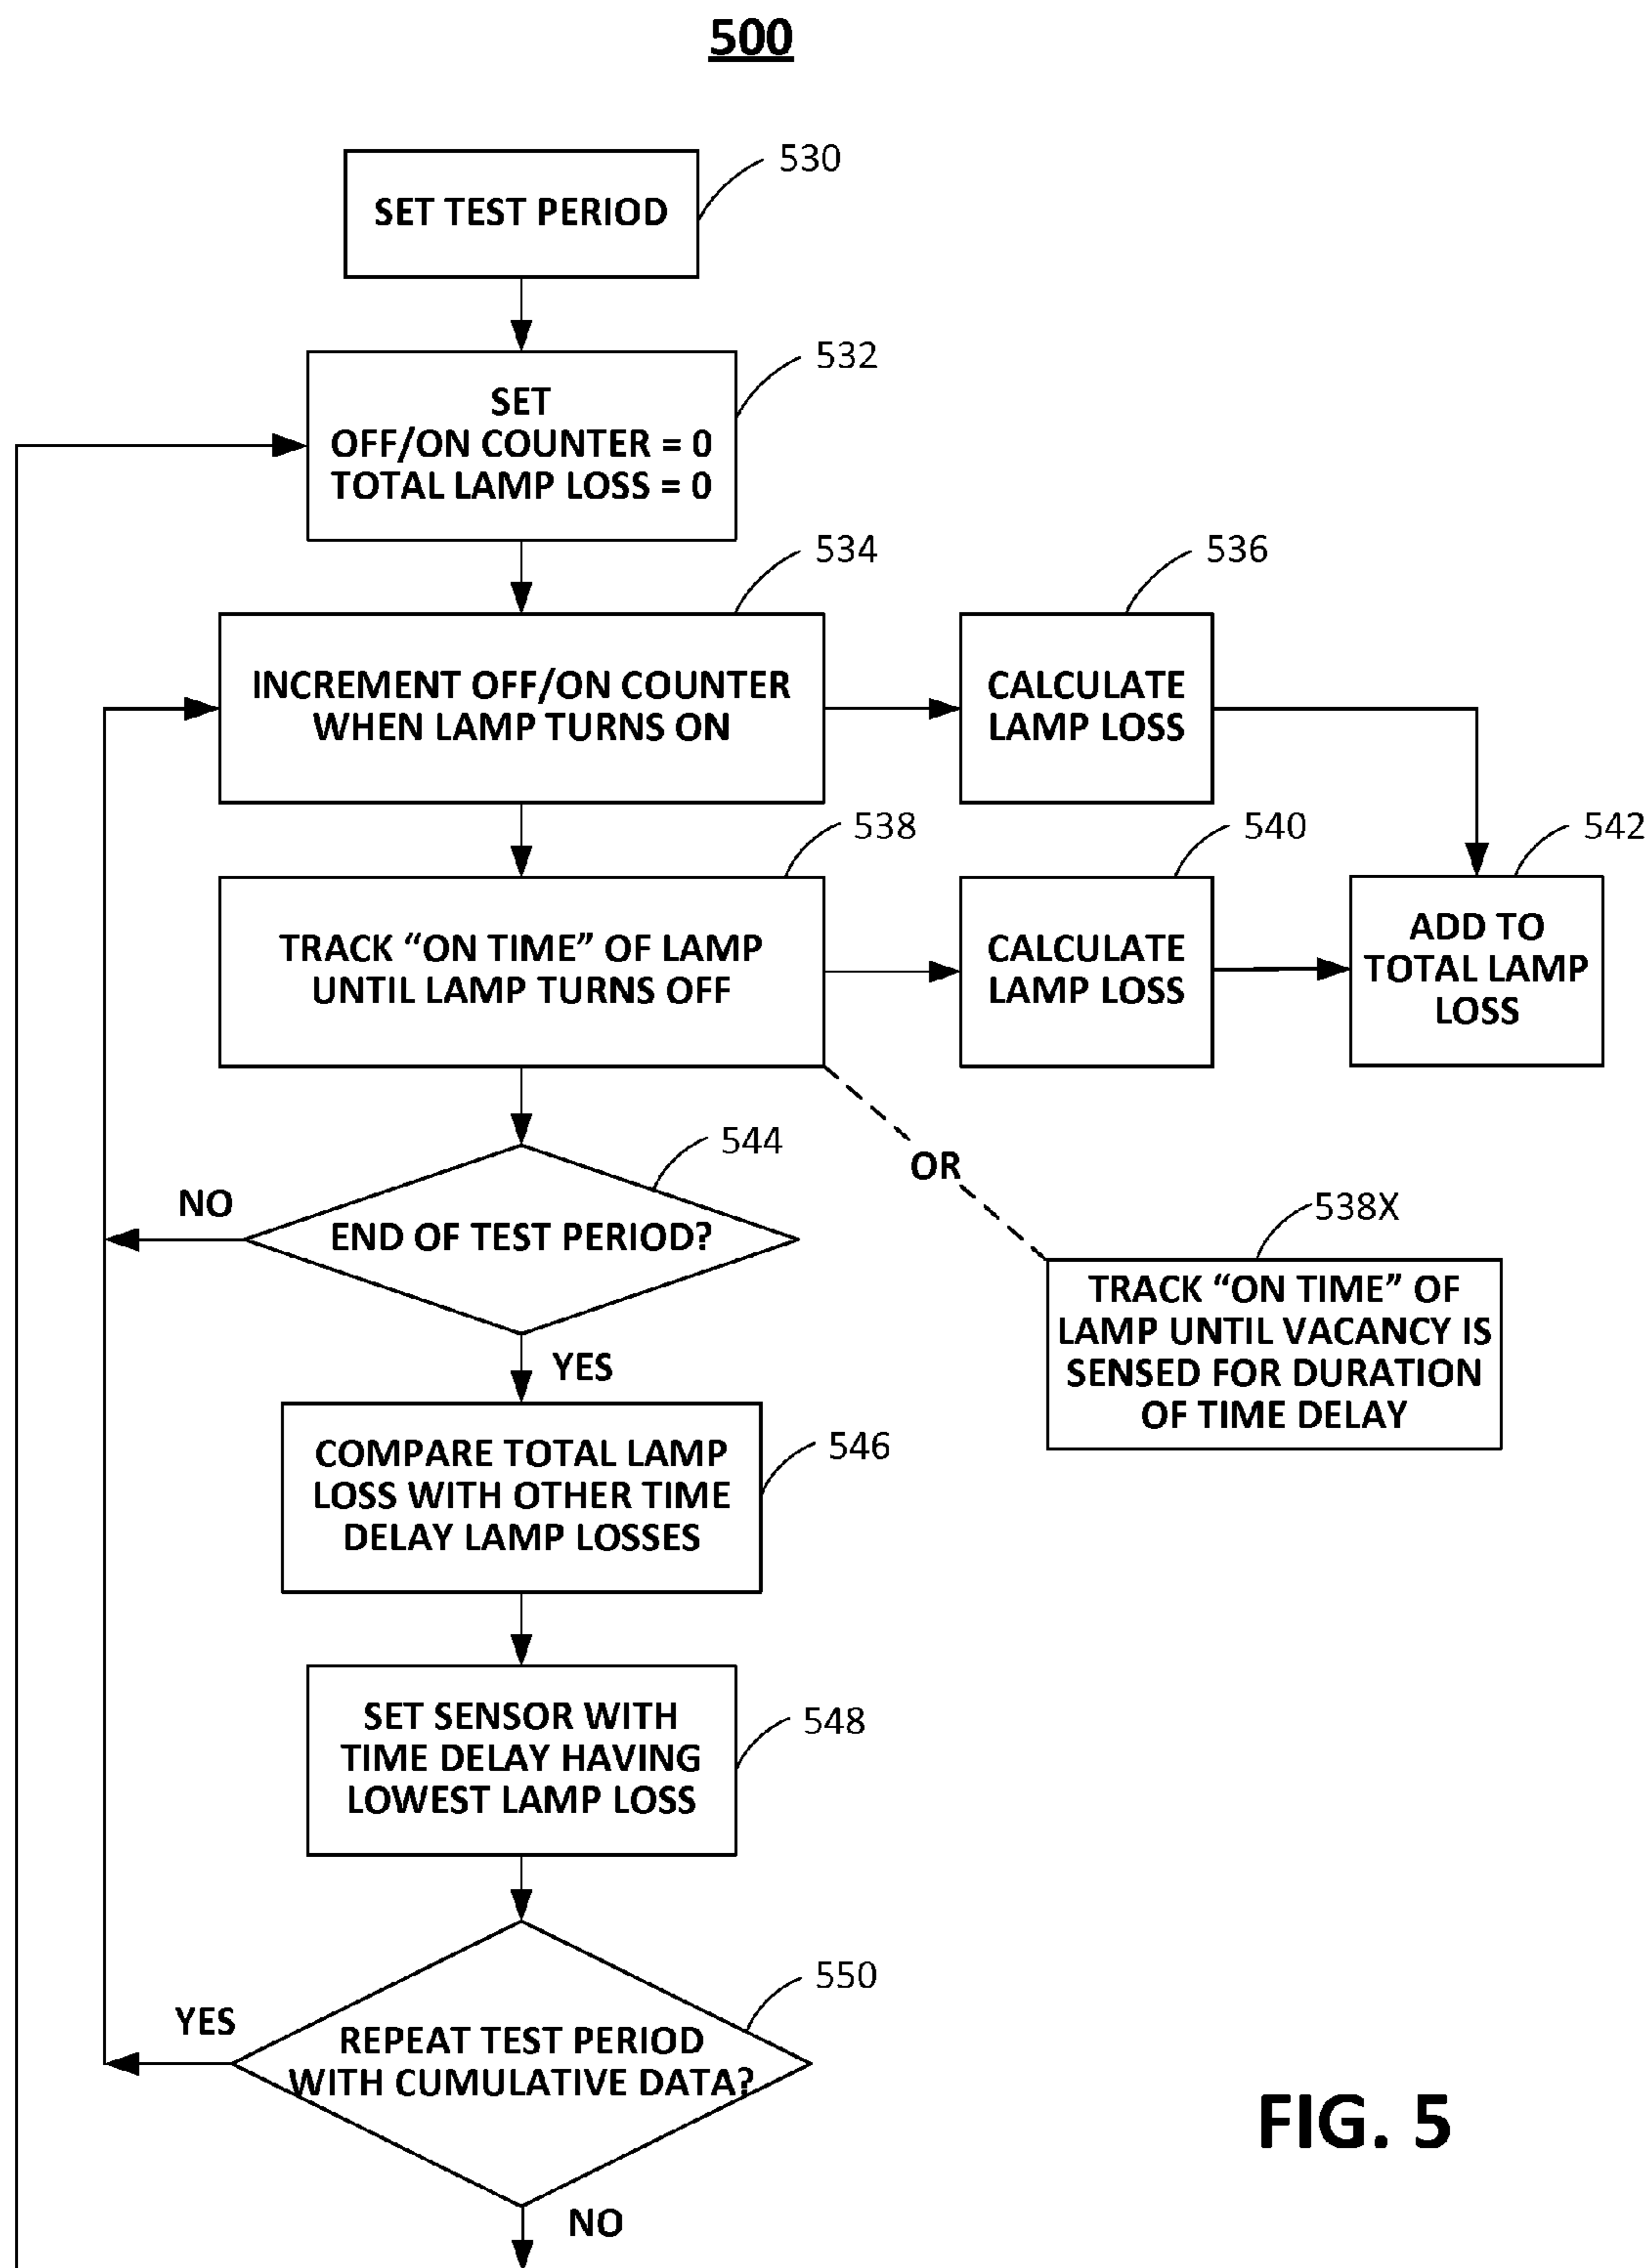 500
530
SET TEST PERIOD
532
SET
OFF/ON COUNTER = 0
TOTAL LAMP LOSS = 0
534
536
INCREMENT OFF/ON COUNTER
WHEN LAMP TURNS ON
CALCULATE
LAMP LOSS
538
540
542
TRACK “ON TIME” OF LAMP
UNTIL LAMP TURNS OFF
CALCULATE
LAMP LOSS
ADD TO
TOTAL LAMP
LOSS
544
OR
NO
END OF TEST PERIOD?
538X
TRACK “ON TIME” OF
LAMP UNTIL VACANCY IS
SENSED FOR DURATION
OF TIME DELAY
YES
546
COMPARE TOTAL LAMP
LOSS WITH OTHER TIME
DELAY LAMP LOSSES
548
SET SENSOR WITH
TIME DELAY HAVING
LOWEST LAMP LOSS
550
YES
REPEAT TEST PERIOD
WITH CUMULATIVE DATA?
NO
FIG. 5